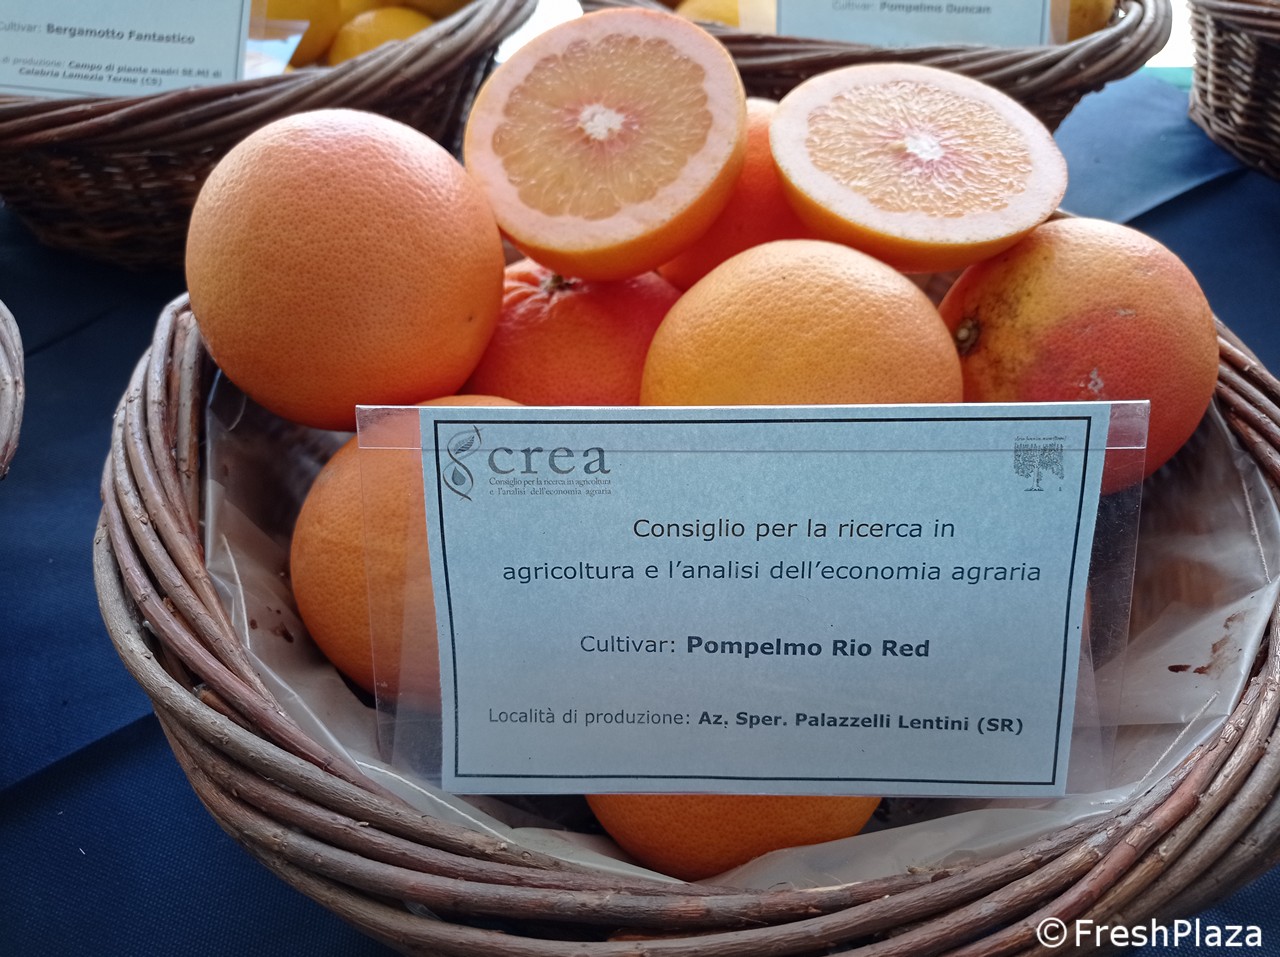 Cultivar: Bergamotto Fantastico
di produzione: Campo di piante madri SE.MI di
Calabria Lamezia Terme (CS)
Cultivar: Pompelmo Duncan
crea
Consiglio per la ricerca in agricoltura
e l'analisi dell'economia agraria
Consiglio per la ricerca in
agricoltura e l'analisi dell'economia agraria
Cultivar: Pompelmo Rio Red
Località di produzione: Az. Sper. Palazzelli Lentini (SR)
©FreshPlaza